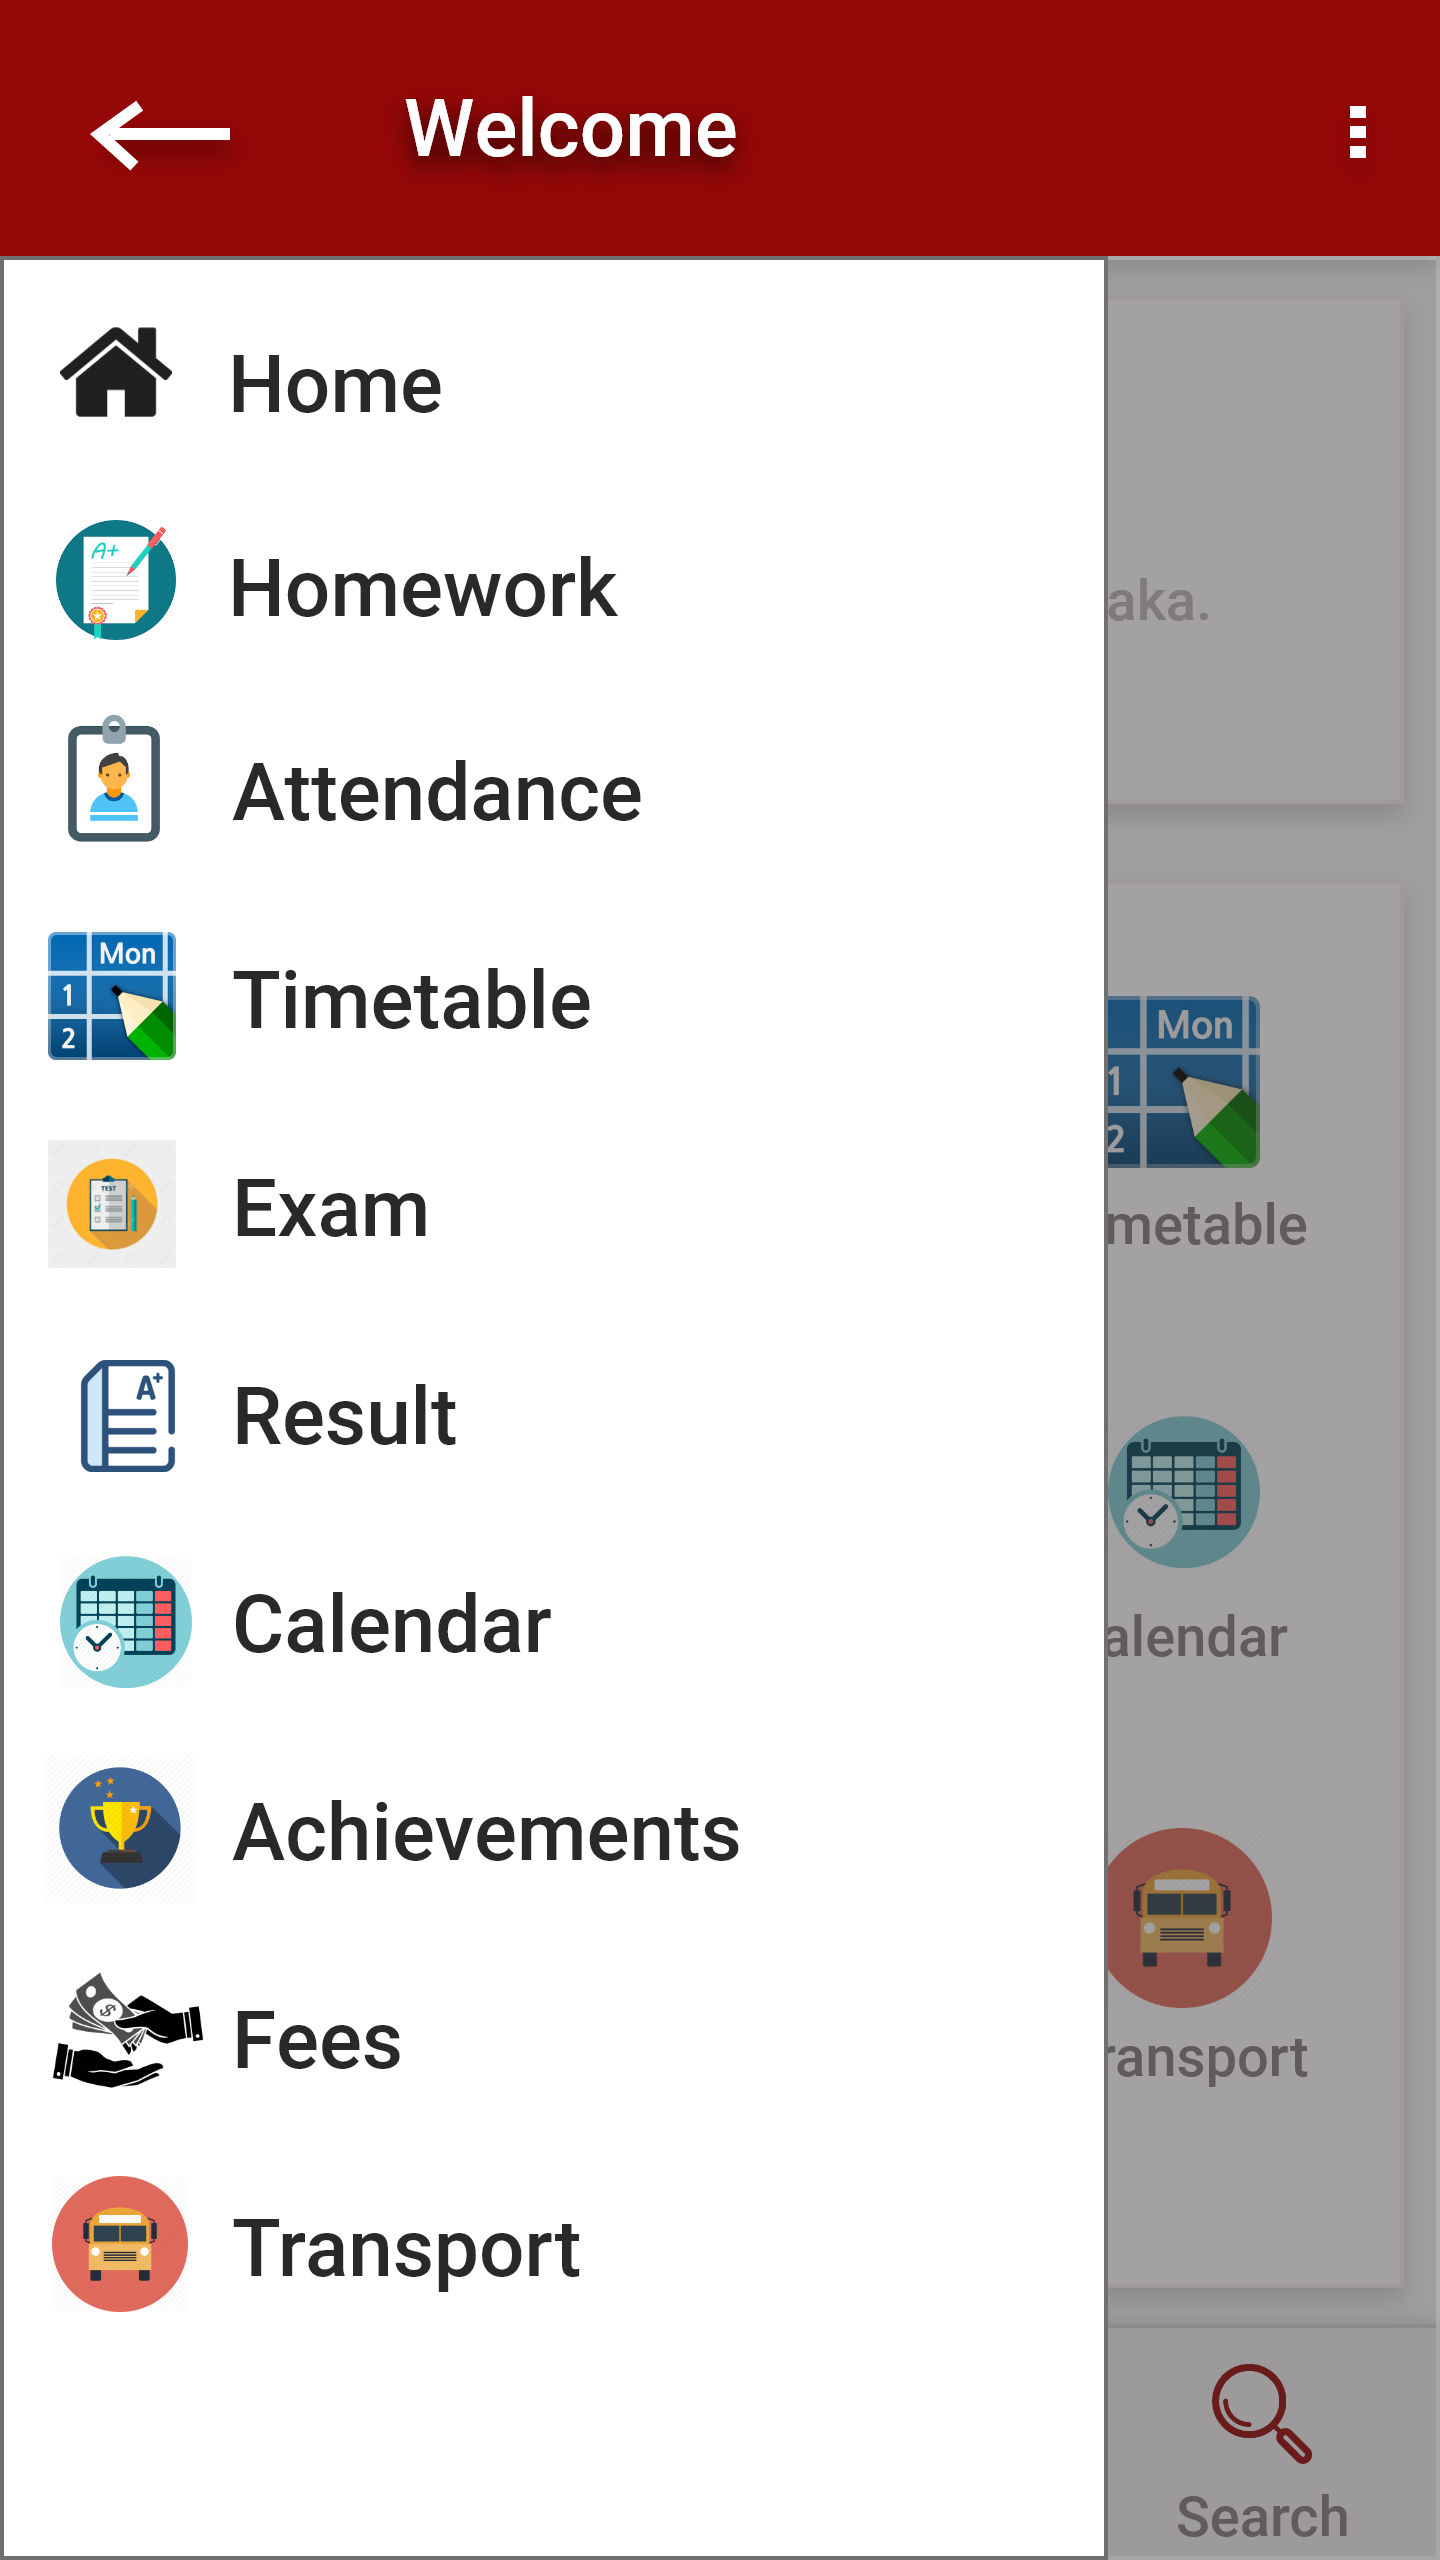 Welcome
Home
Homework
A+
Attendance
Timetable
Mon
1
2
Exam
TEST
Result
A+
Calendar
Achievements
Fees
$
Transport
aka.
Mon
1
2
metable
alendar
ransport
Search